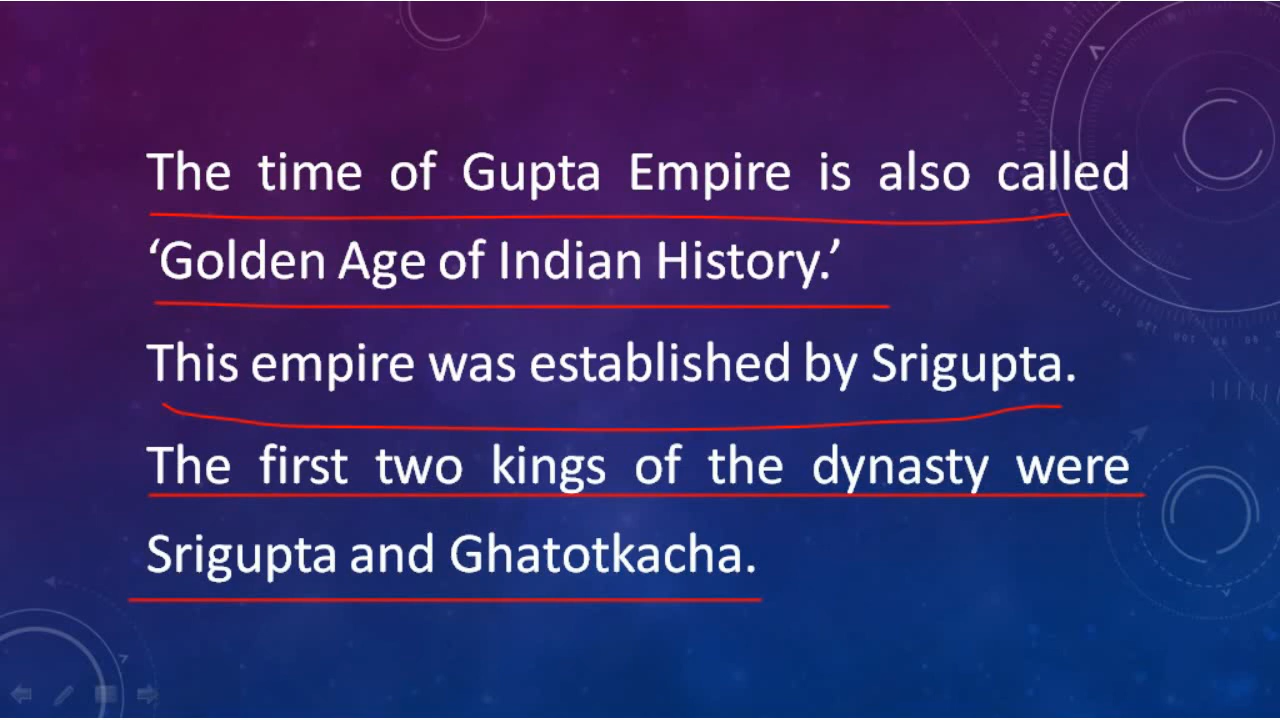 The time of Gupta Empire is also called
‘Golden Age of Indian History.’
This empire was established by Srigupta.
The first two kings of the dynasty were
Srigupta and Ghatotkacha.